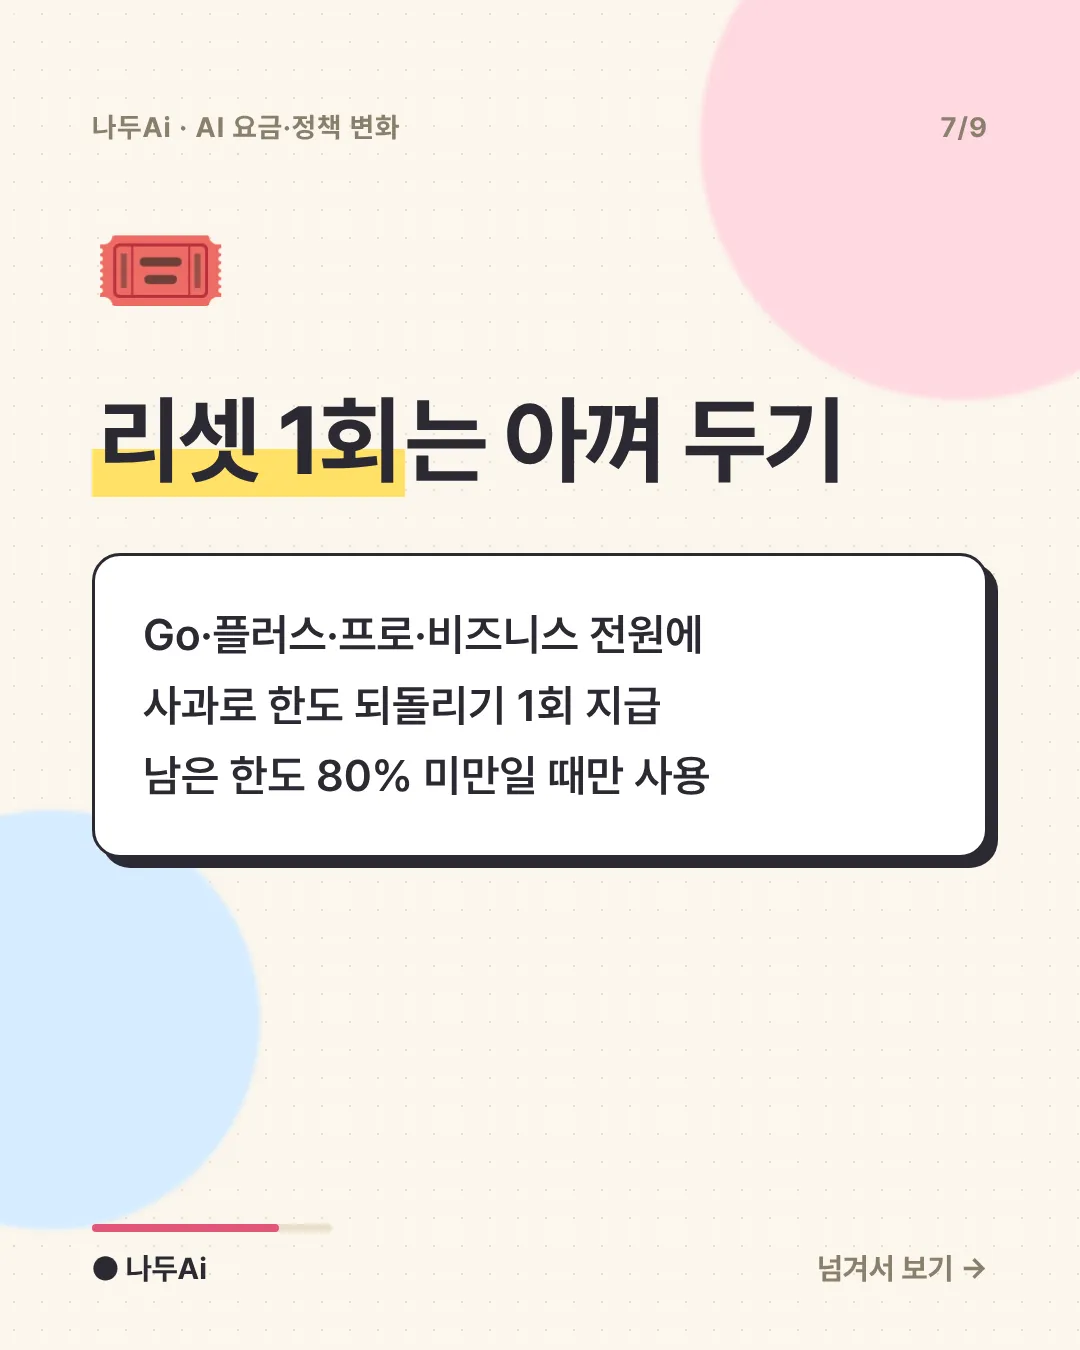 나두Ai · AI 요금·정책 변화
7/9
리셋 1회는 아껴 두기
Go·플러스·프로·비즈니스 전원에
사과로 한도 되돌리기 1회 지급
남은 한도 80% 미만일 때만 사용
나두Ai
넘겨서 보기 →